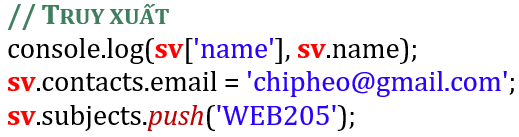 // TRUY XUẤT
console.log(sv['name'], sv.name);
sv.contacts.email = 'chipheo@gmail.com';
sv.subjects.push('WEB205');